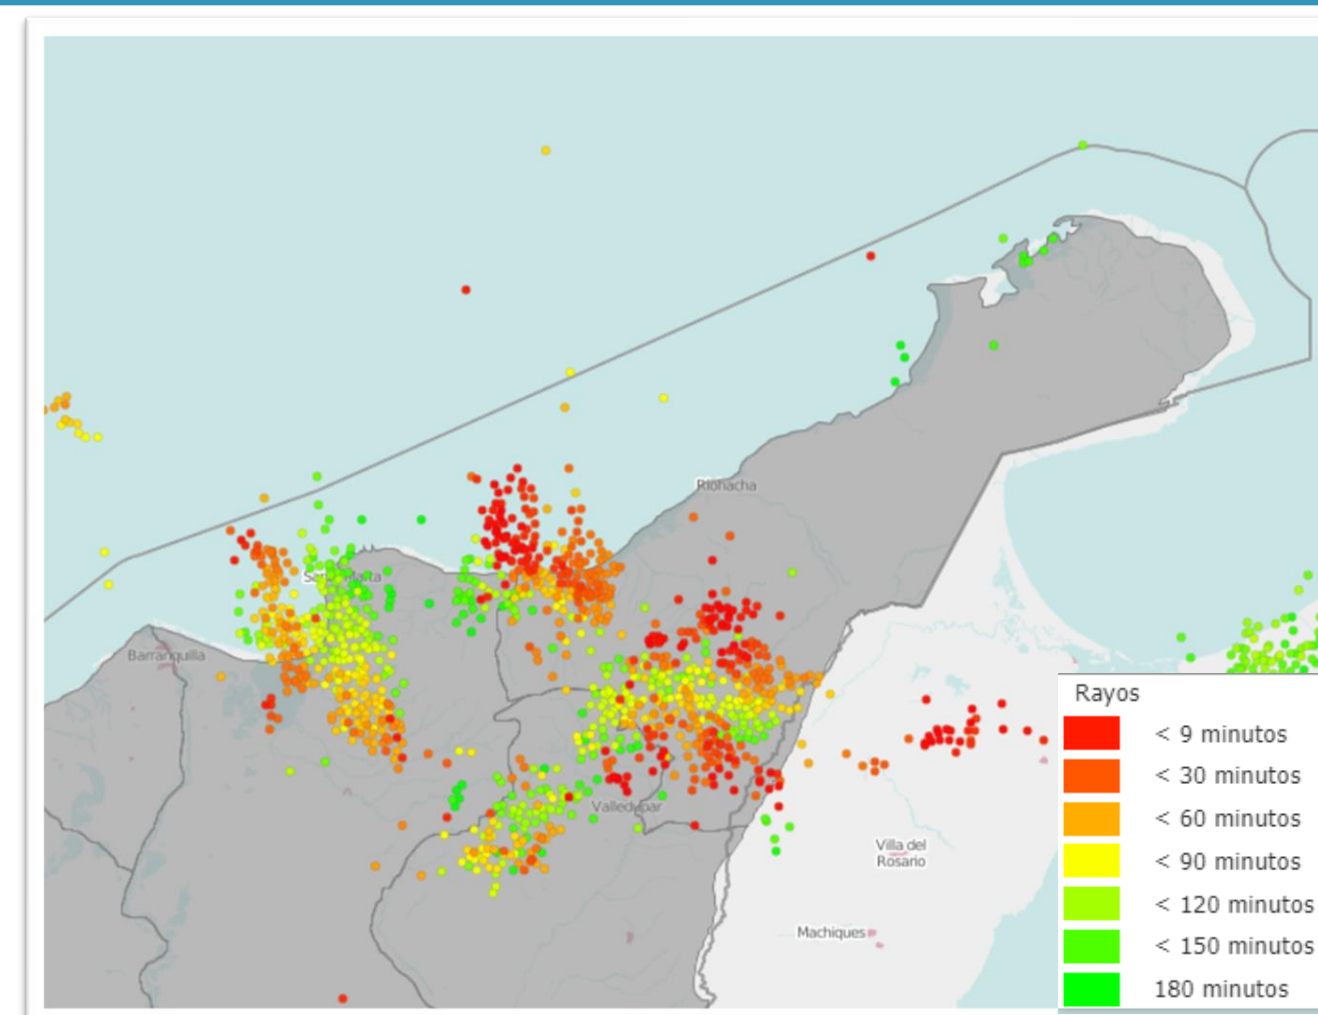 Riohacha
Barranquilla
Valledupar
Villa del
Rosario
Machiques
Rayos
< 9 minutos
< 30 minutos
< 60 minutos
< 90 minutos
< 120 minutos
< 150 minutos
180 minutos